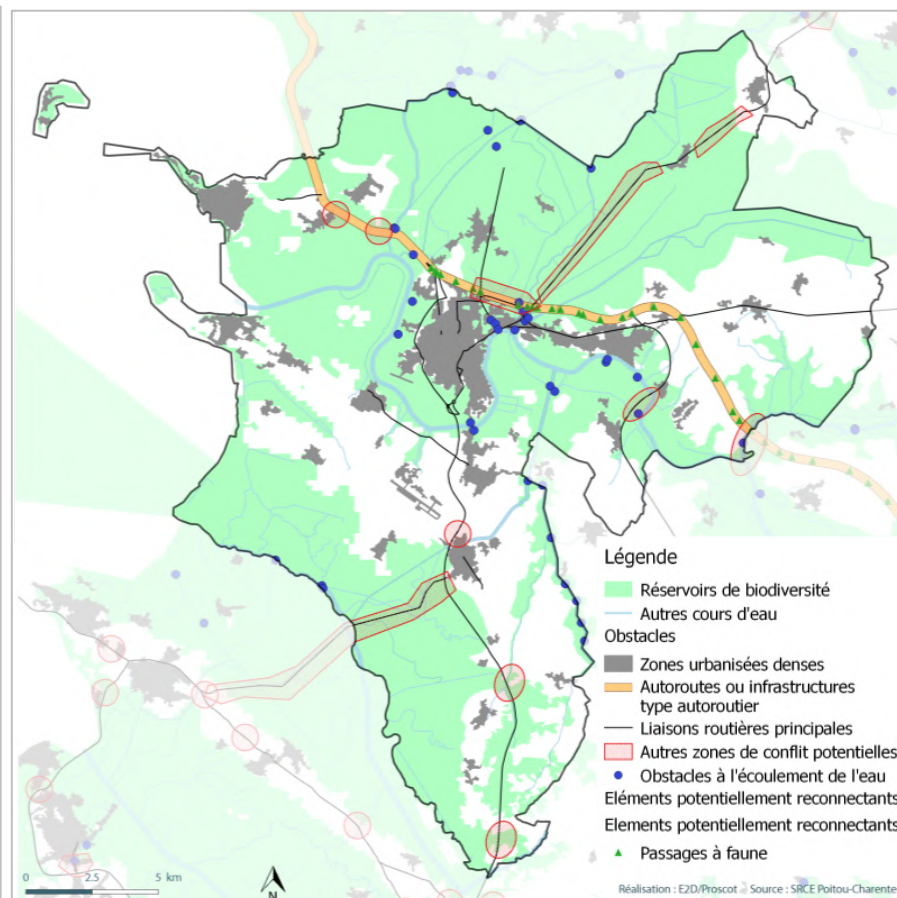 Légende
Réservoirs de biodiversité
Autres cours d'eau
Obstacles
Zones urbanisées denses
Autoroutes ou infrastructures
type autoroutier
Liaisons routières principales
Autres zones de conflit potentielles
Obstacles à l'écoulement de l'eau
Eléments potentiellement reconnectants
Elements potentiellement reconnectants
Passages à faune
0 2.5 5 km
N
Réalisation : E2D/Proscot - Source : SRCE Poitou-Charente